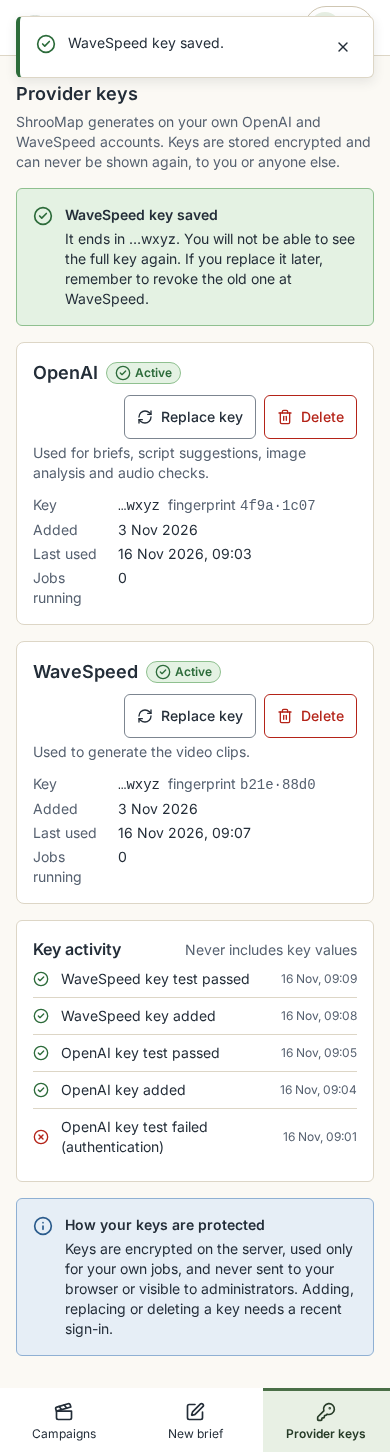 WaveSpeed key saved.
Provider keys
ShrooMap generates on your own OpenAI and
WaveSpeed accounts. Keys are stored encrypted and
can never be shown again, to you or anyone else.
WaveSpeed key saved
It ends in …wxyz. You will not be able to see
the full key again. If you replace it later,
remember to revoke the old one at
WaveSpeed.
OpenAI Active
Replace key Delete
Used for briefs, script suggestions, image
analysis and audio checks.
Key …wxyz fingerprint 4f9a·1c07
Added 3 Nov 2026
Last used 16 Nov 2026, 09:03
Jobs running 0
WaveSpeed Active
Replace key Delete
Used to generate the video clips.
Key …wxyz fingerprint b21e·88d0
Added 3 Nov 2026
Last used 16 Nov 2026, 09:07
Jobs running 0
Key activity Never includes key values
WaveSpeed key test passed 16 Nov, 09:09
WaveSpeed key added 16 Nov, 09:08
OpenAI key test passed 16 Nov, 09:05
OpenAI key added 16 Nov, 09:04
OpenAI key test failed
(authentication) 16 Nov, 09:01
How your keys are protected
Keys are encrypted on the server, used only
for your own jobs, and never sent to your
browser or visible to administrators. Adding,
replacing or deleting a key needs a recent
sign-in.
Campaigns New brief Provider keys